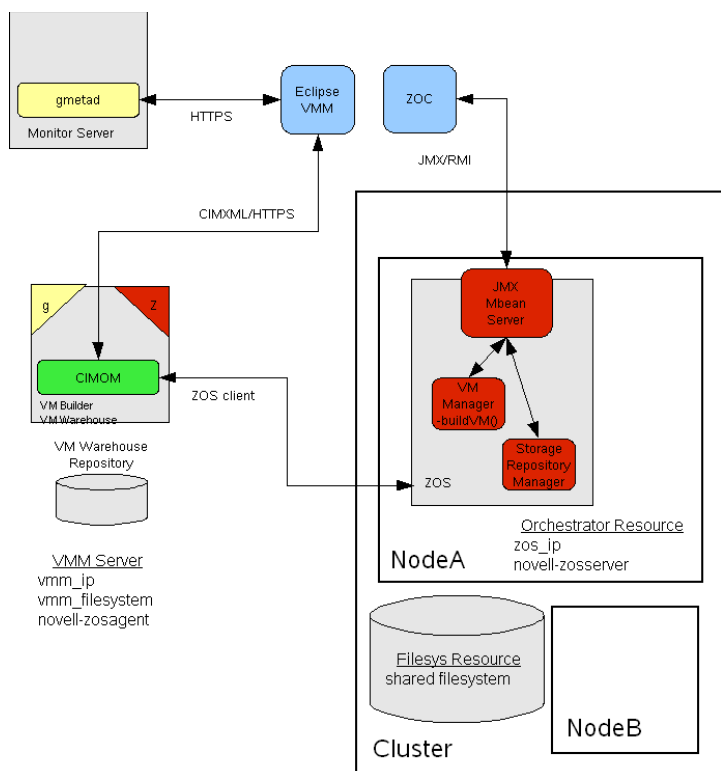 gmetad
Monitor Server
HTTPS
Eclipse
VMM
ZOC
JMX/RMI
CIMXML/HTTPS
g
Z
CIMOM
VM Builder
VM Warehouse
ZOS client
VM Warehouse
Repository
VMM Server
vmm_ip
vmm_filesystem
novell-zosagent
JMX
Mbean
Server
VM
Manager
-buildVM()
Storage
Repository
Manager
ZOS
Orchestrator Resource
zos_ip
novell-zosserver
NodeA
Filesys Resource
shared filesystem
NodeB
Cluster